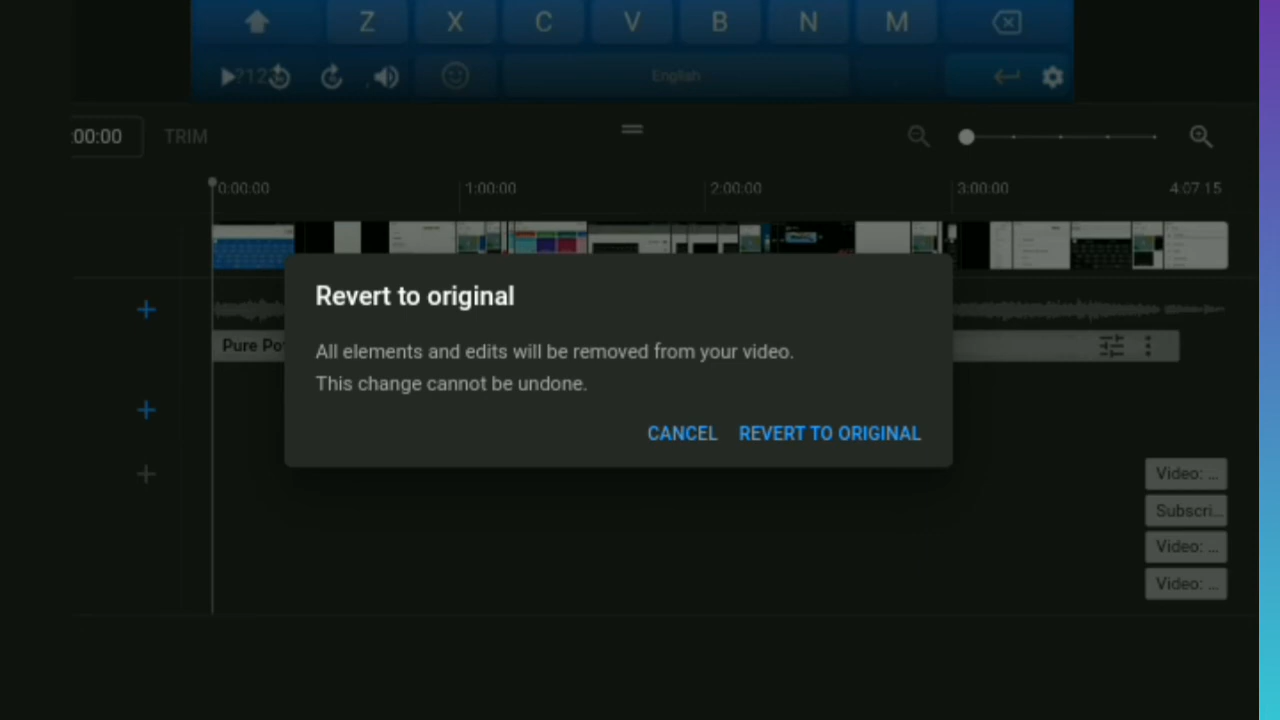 Z X C V B N M
?123 , English .
:00:00 TRIM
0:00:00 1:00:00 2:00:00 3:00:00 4:07:15
Revert to original
Pure Po
All elements and edits will be removed from your video.
This change cannot be undone.
CANCEL REVERT TO ORIGINAL
Video: ...
Subscri...
Video: ...
Video: ...